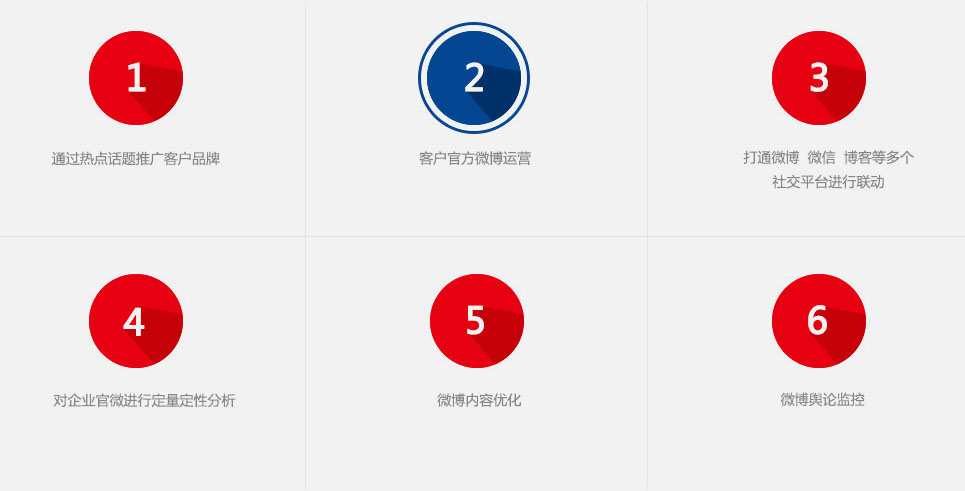 1
通过热点话题推广客户品牌
2
客户官方微博运营
3
打通微博 微信 博客等多个
社交平台进行联动
4
对企业官微进行定量定性分析
5
微博内容优化
6
微博舆论监控